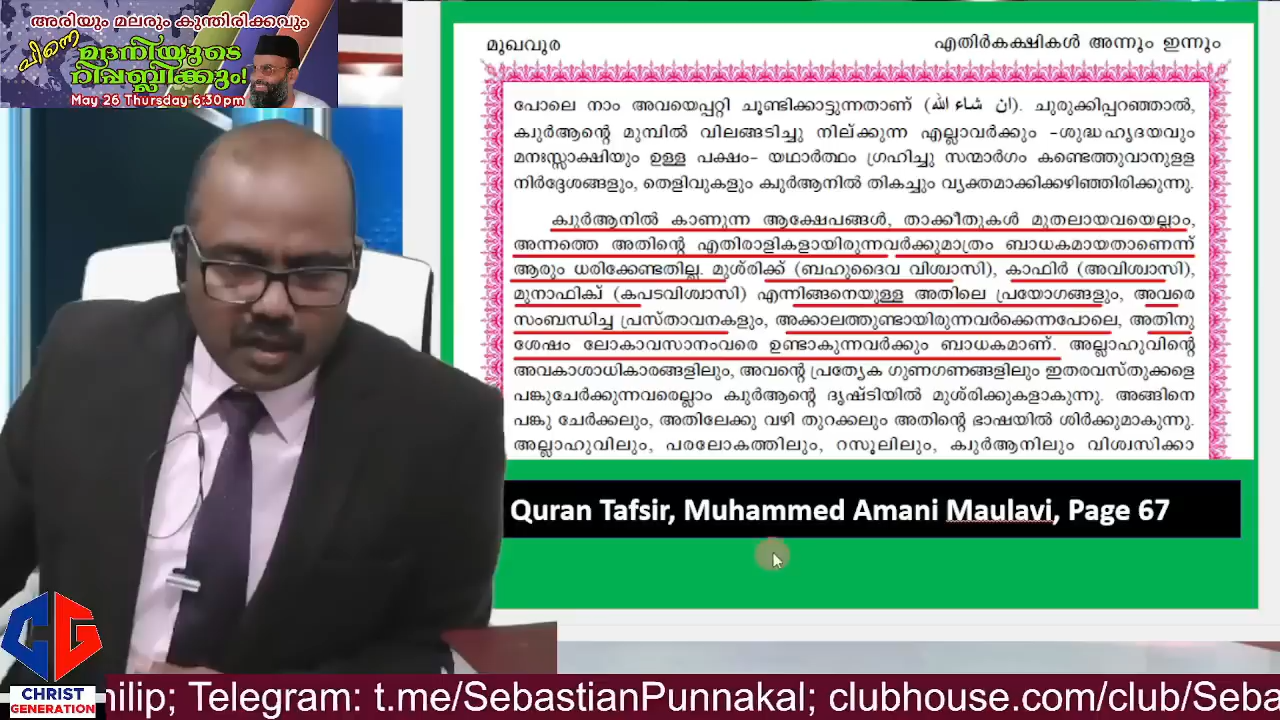 അരിയും മലരും കുന്തിരിക്കവും
പിന്നെ
മദനിയുടെ
റിപ്പബ്ലിക്കും!
May 26 Thursday 6:30pm
മുഖവുര
എതിർകക്ഷികൾ അന്നും ഇന്നും
പോലെ നാം അവയെപ്പറ്റി ചൂണ്ടിക്കാട്ടുന്നതാണ് (ان شاء الله). ചുരുക്കിപ്പറഞ്ഞാൽ,
ക്വുർആന്റെ മുമ്പിൽ വിലങ്ങടിച്ചു നില്ക്കുന്ന എല്ലാവർക്കും -ശുദ്ധഹൃദയവും
മനഃസ്സാക്ഷിയും ഉള്ള പക്ഷം- യഥാർത്ഥം ഗ്രഹിച്ചു സന്മാർഗം കണ്ടെത്തുവാനുളള
നിർദ്ദേശങ്ങളും, തെളിവുകളും ക്വുർആനിൽ തികച്ചും വ്യക്തമാക്കിക്കഴിഞ്ഞിരിക്കുന്നു.
ക്വുർആനിൽ കാണുന്ന ആക്ഷേപങ്ങൾ, താക്കീതുകൾ മുതലായവയെല്ലാം,
അന്നത്തെ അതിന്റെ എതിരാളികളായിരുന്നവർക്കുമാത്രം ബാധകമായതാണെന്ന്
ആരും ധരിക്കേണ്ടതില്ല. മുശ്‌രിക്ക് (ബഹുദൈവ വിശ്വാസി), കാഫിർ (അവിശ്വാസി),
മുനാഫിക്വ് (കപടവിശ്വാസി) എന്നിങ്ങനെയുള്ള അതിലെ പ്രയോഗങ്ങളും, അവരെ
സംബന്ധിച്ച പ്രസ്താവനകളും, അക്കാലത്തുണ്ടായിരുന്നവർക്കെന്നപോലെ, അതിനു
ശേഷം ലോകാവസാനംവരെ ഉണ്ടാകുന്നവർക്കും ബാധകമാണ്. അല്ലാഹുവിന്റെ
അവകാശാധികാരങ്ങളിലും, അവന്റെ പ്രത്യേക ഗുണഗണങ്ങളിലും ഇതരവസ്തുക്കളെ
പങ്കുചേർക്കുന്നവരെല്ലാം ക്വുർആന്റെ ദൃഷ്ടിയിൽ മുശ്‌രിക്കുകളാകുന്നു. അങ്ങിനെ
പങ്കു ചേർക്കലും, അതിലേക്കു വഴി തുറക്കലും അതിന്റെ ഭാഷയിൽ ശിർക്കുമാകുന്നു.
അല്ലാഹുവിലും, പരലോകത്തിലും, റസൂലിലും, ക്വുർആനിലും വിശ്വസിക്കാ
Quran Tafsir, Muhammed Amani Maulavi, Page 67
CG
CHRIST
GENERATION
hilip; Telegram: t.me/SebastianPunnakal; clubhouse.com/club/Seba